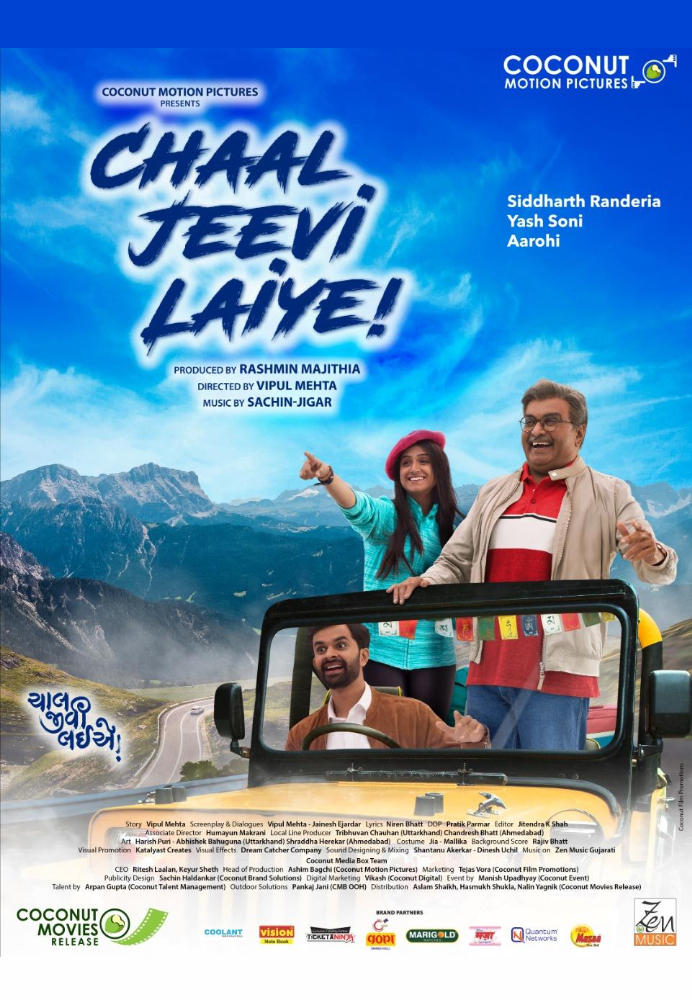 COCONUT
MOTION PICTURES
COCONUT MOTION PICTURES
PRESENTS
CHAAL
JEEVI
LAIYE!
Siddharth Randeria
Yash Soni
Aarohi
PRODUCED BY RASHMIN MAJITHIA
DIRECTED BY VIPUL MEHTA
MUSIC BY SACHIN-JIGAR
ચાલ
જીવી
લઈએ!
Coconut Film Promotions
Story Vipul Mehta Screenplay & Dialogues Vipul Mehta - Jainesh Ejardar Lyrics Niren Bhatt DOP Pratik Parmar Editor Jitendra K Shah
Associate Director Humayun Makrani Local Line Producer Tribhuvan Chauhan (Uttarkhand) Chandresh Bhatt (Ahmedabad)
Art Harish Puri - Abhishek Bahuguna (Uttarkhand) Shraddha Herekar (Ahmedabad) Costume Jia - Mallika Background Score Rajiv Bhatt
Visual Promotion Katalyst Creates Visual Effects Dream Catcher Company Sound Designing & Mixing Shantanu Akerkar - Dinesh Uchil Music on Zen Music Gujarati
Coconut Media Box Team
CEO Ritesh Laalan, Keyur Sheth Head of Production Ashim Bagchi (Coconut Motion Pictures) Marketing Tejas Vora (Coconut Film Promotions)
Publicity Design Sachin Haldankar (Coconut Brand Solutions) Digital Marketing Vikash (Coconut Digital) Event by Manish Upadhyay (Coconut Event)
Talent by Arpan Gupta (Coconut Talent Management) Outdoor Solutions Pankaj Jani (CMB OOH) Distribution Aslam Shaikh, Hasmukh Shukla, Nalin Yagnik (Coconut Movies Release)
COCONUT
MOVIES
RELEASE
BRAND PARTNERS
COOLANT
VISION
Note Book
TICKET4NINJA
गोपी
MARIGOLD
Quantum
Networks
Masaa
Zen
MUSIC